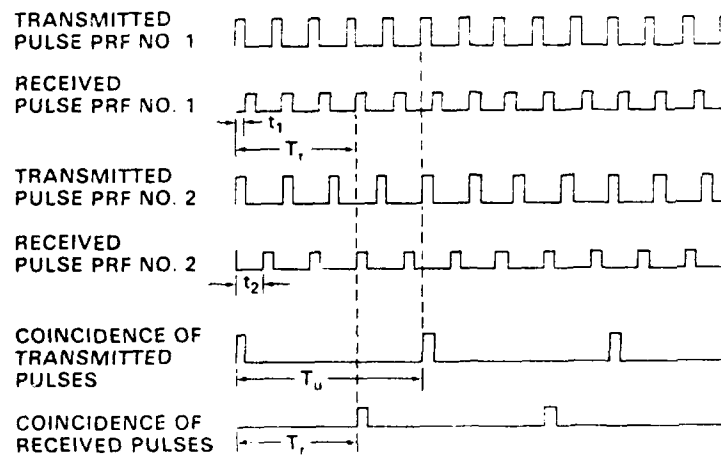 TRANSMITTED
PULSE PRF NO. 1
RECEIVED
PULSE PRF NO. 1
t₁
Tᵣ
TRANSMITTED
PULSE PRF NO. 2
RECEIVED
PULSE PRF NO. 2
t₂
COINCIDENCE OF
TRANSMITTED
PULSES
Tᵤ
COINCIDENCE OF
RECEIVED PULSES
Tᵣ